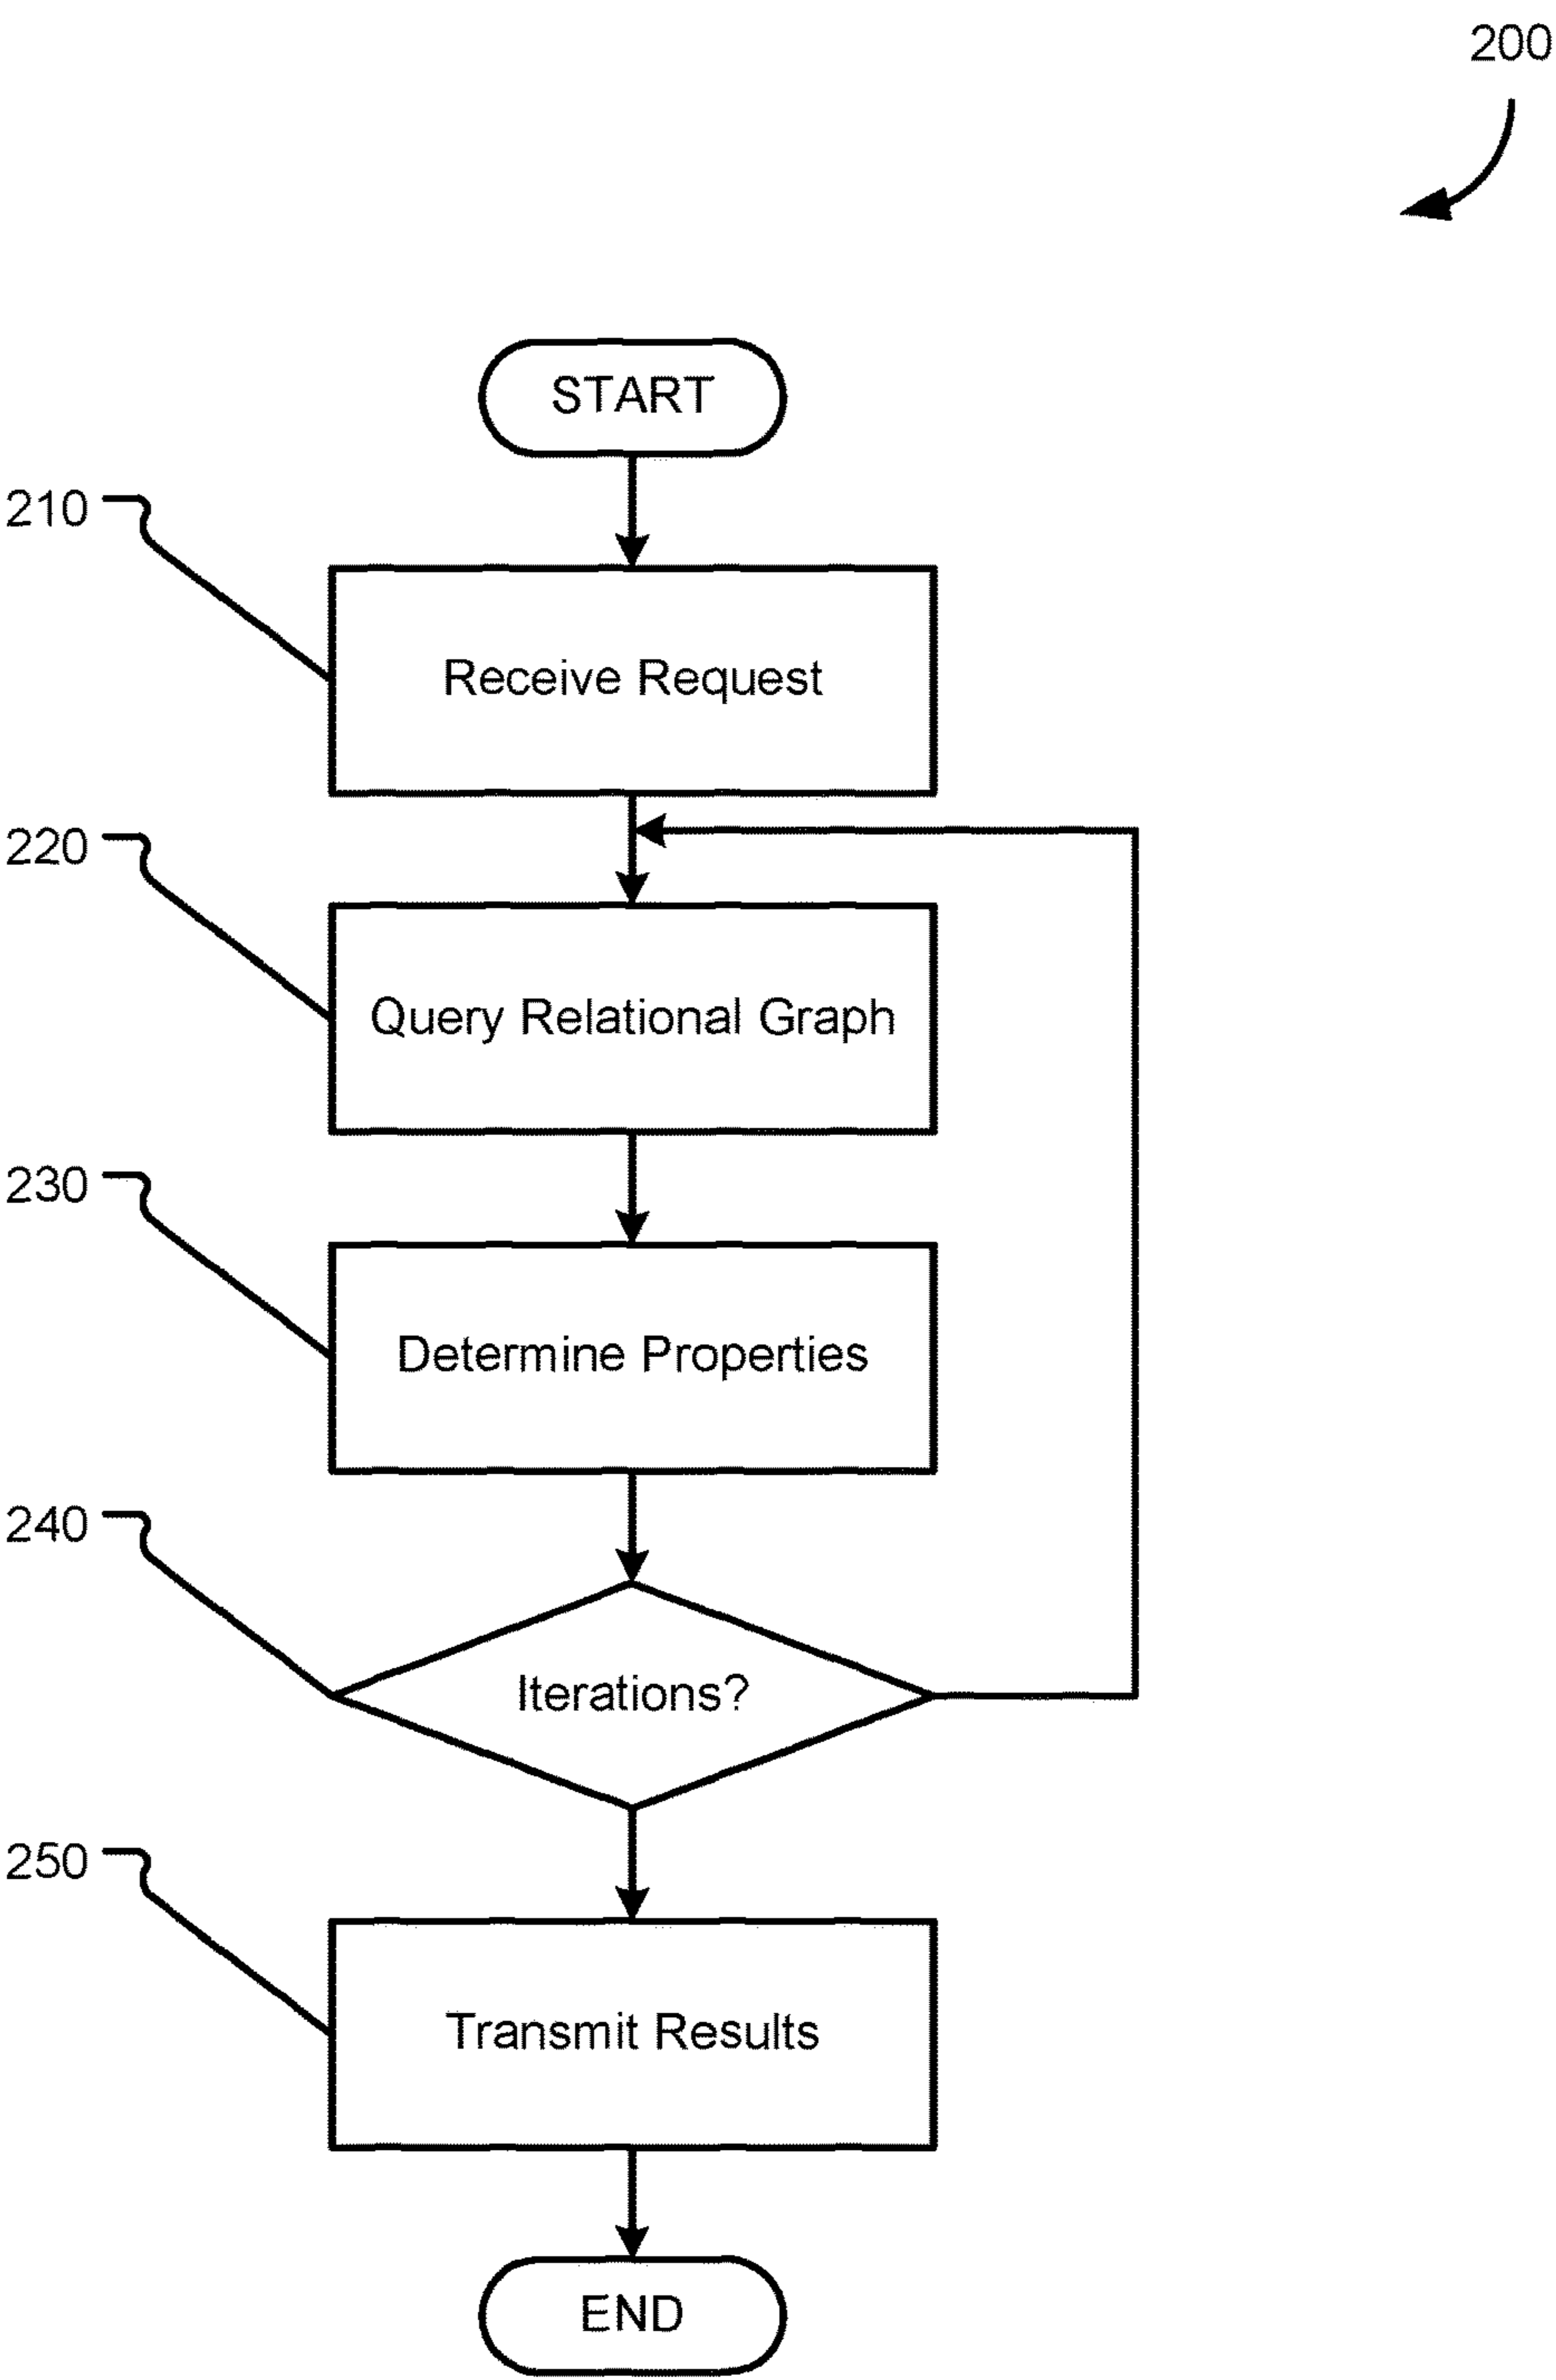 200
START
210
Receive Request
220
Query Relational Graph
230
Determine Properties
240
Iterations?
250
Transmit Results
END